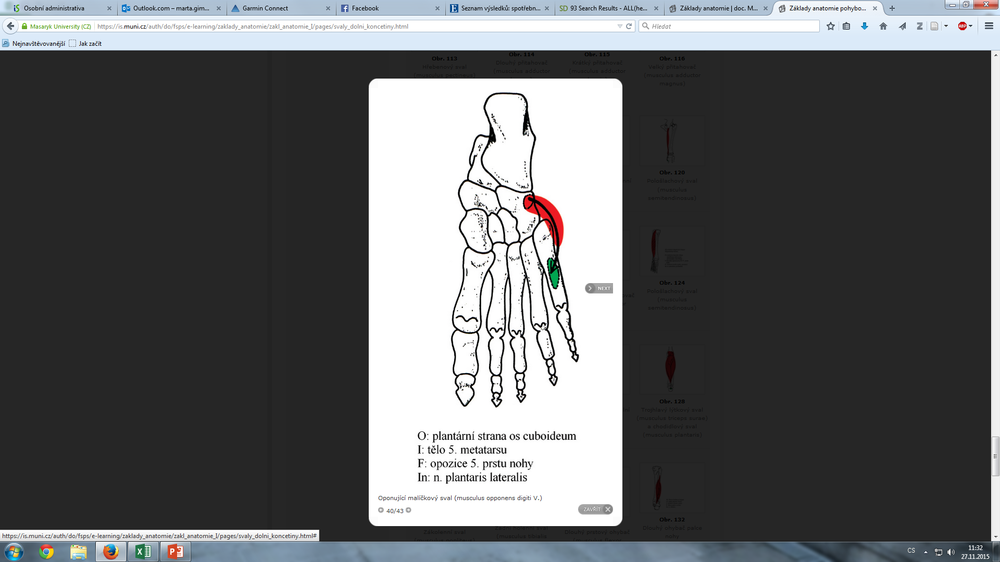 Osobní administrativa
Outlook.com – marta.gim...
Garmin Connect
Facebook
Seznam výsledků: spotřebn...
93 Search Results - ALL(he...
Základy anatomie | doc. M...
Základy anatomie pohybo...
Masaryk University (CZ)
https://is.muni.cz/auth/do/fsps/e-learning/zaklady_anatomie/zakl_anatomie_I/pages/svaly_dolni_koncetiny.html
Hledat
Nejnavštěvovanější
Jak začít
Obr. 113
Hřebenový sval
(musculus pectineus)
Obr. 114
Dlouhý přitahovač
(musculus adductor
Obr. 115
Krátký přitahovač
(musculus adductor
Obr. 116
Velký přitahovač
(musculus adductor
magnus)
Obr. 120
Pološlachový sval
(musculus
semitendinosus)
Obr. 124
Pološlachový sval
(musculus
semitendinosus)
NEXT
Obr. 128
Trojhlavý lýtkový sval
(musculus triceps surae)
a chodidlový sval
(musculus plantaris)
O: plantární strana os cuboideum
I: tělo 5. metatarsu
F: opozice 5. prstu nohy
In: n. plantaris lateralis
Oponující malíčkový sval (musculus opponens digiti V.)
40/43
ZAVŘÍT
Obr. 132
Dlouhý ohybač palce
nohy
Zákolenní sval
(musculus popliteus)
Zadní holenní sval
(musculus tibialis
Dlouhý prstový ohybač
(musculus flexor
https://is.muni.cz/auth/do/fsps/e-learning/zaklady_anatomie/zakl_anatomie_I/pages/svaly_dolni_koncetiny.html#
CS
11:32
27.11.2015